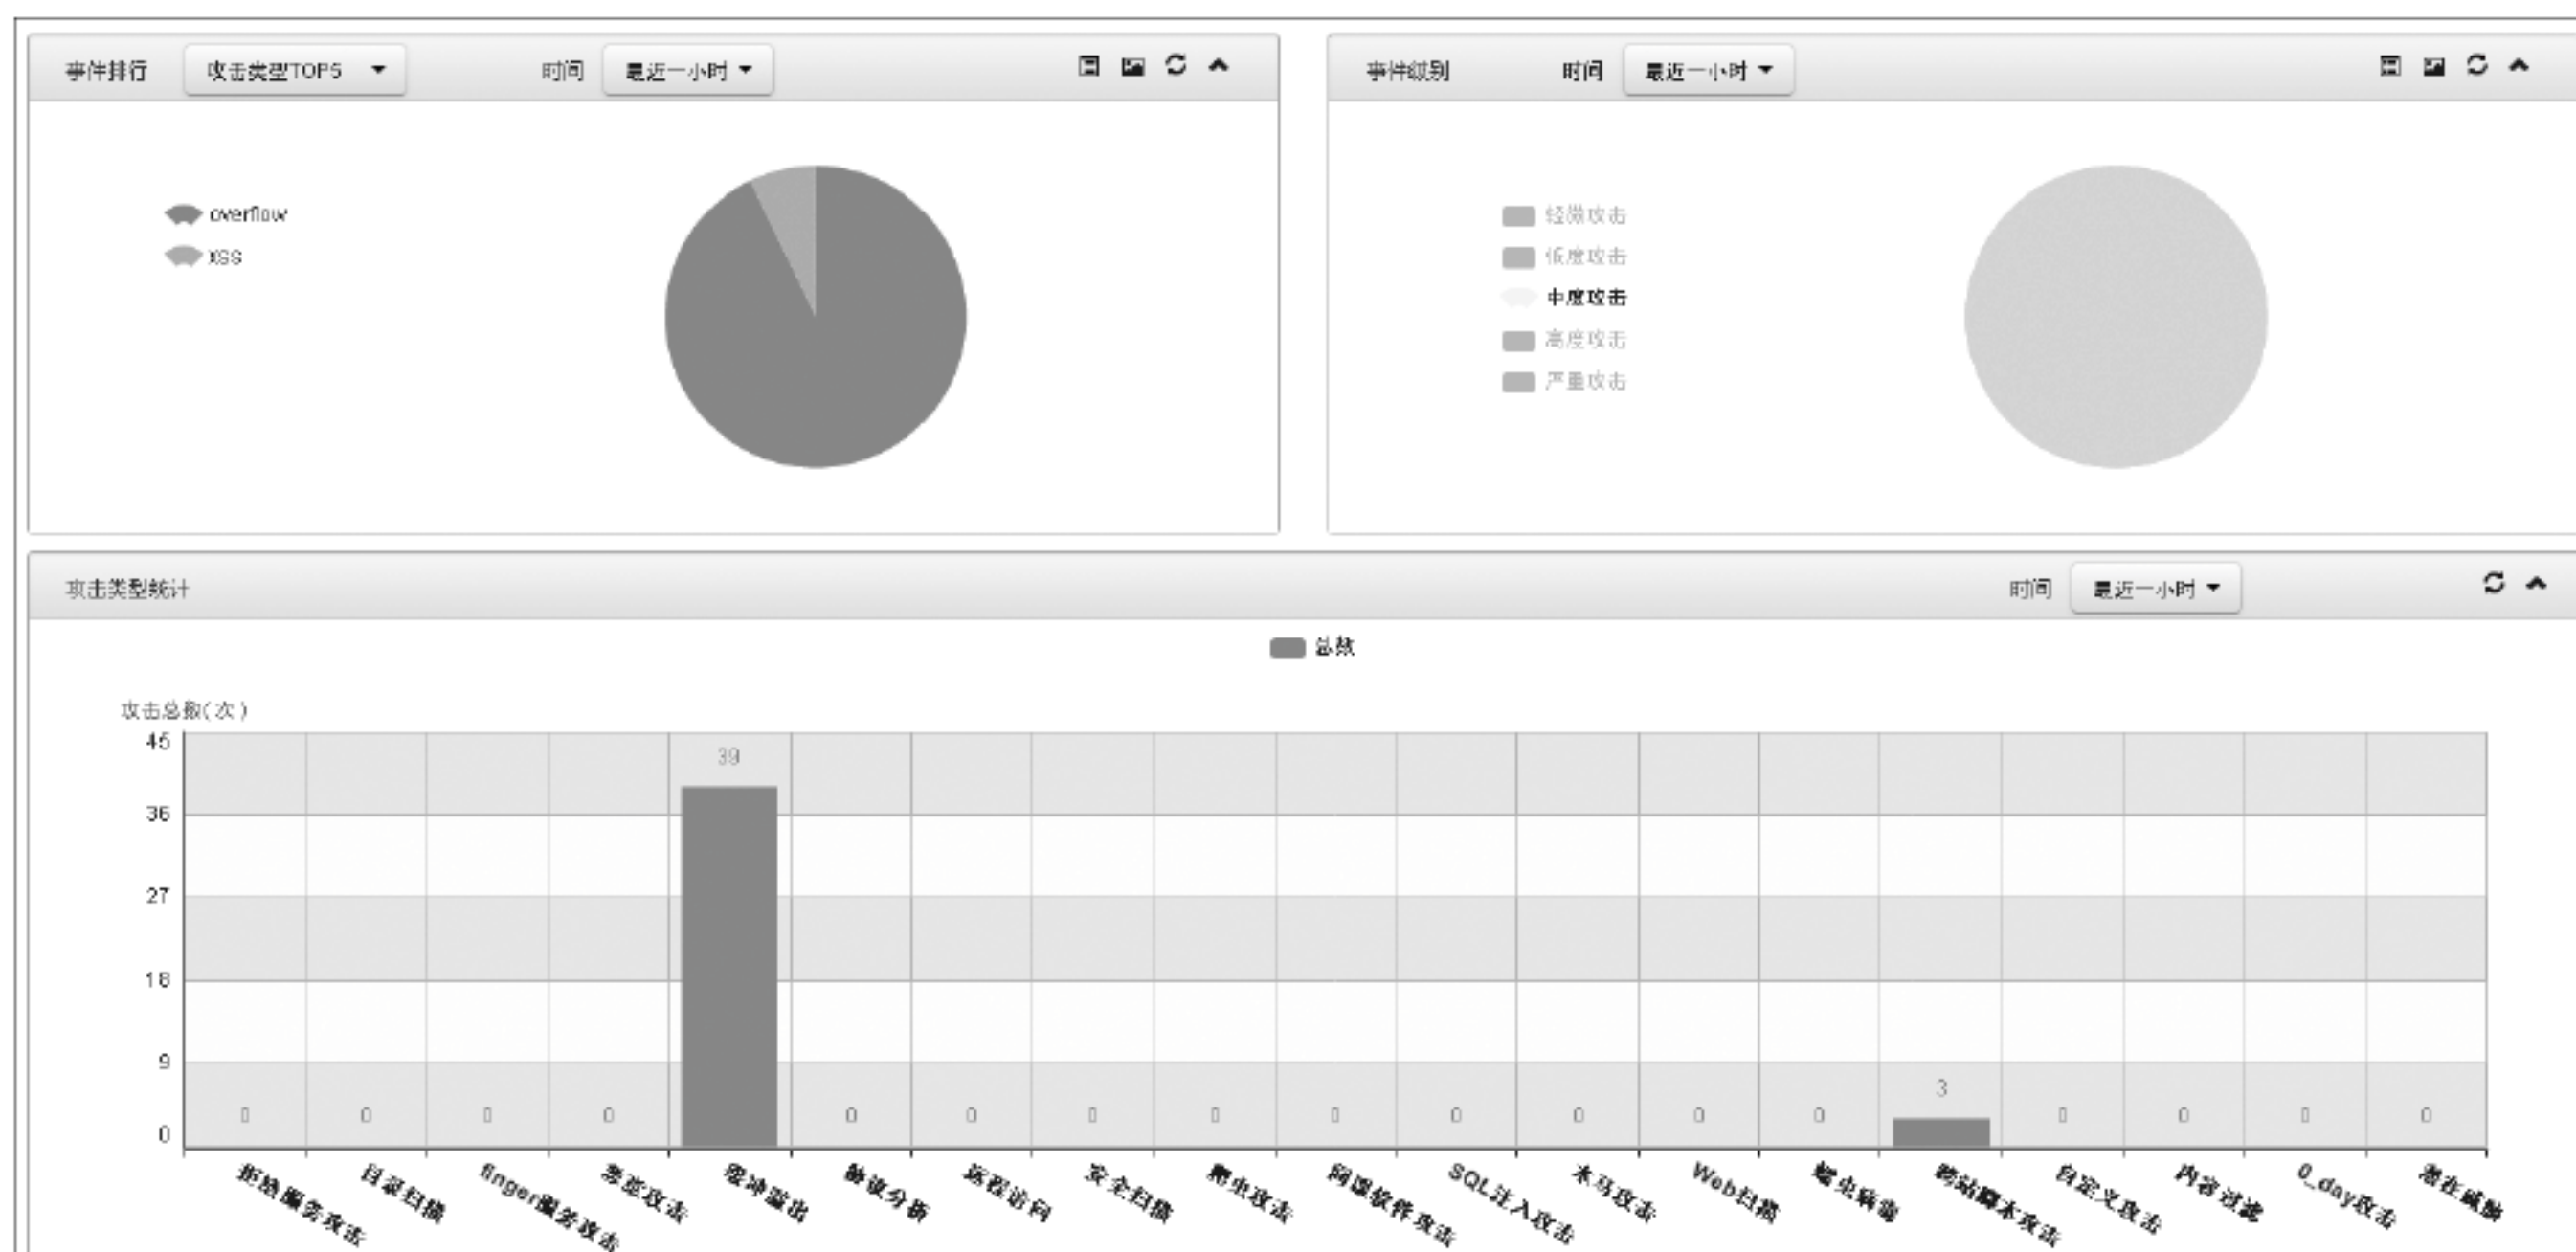 事件排行 攻击类型TOP5 时间 最近一小时
事件级别 时间 最近一小时
overflow
xss
轻微攻击
低度攻击
中度攻击
高度攻击
严重攻击
攻击类型统计 时间 最近一小时
总数
攻击总数(次)
45
36
27
18
9
0
0 0 0 0 39 0 0 0 0 0 0 0 0 0 3 0 0 0 0
拒绝服务攻击
目录扫描
finger服务攻击
恶意攻击
缓冲溢出
协议分析
远程访问
安全扫描
爬虫攻击
间谍软件攻击
SQL注入攻击
木马攻击
Web扫描
蠕虫病毒
跨站脚本攻击
自定义攻击
内容过滤
0_day攻击
潜在威胁